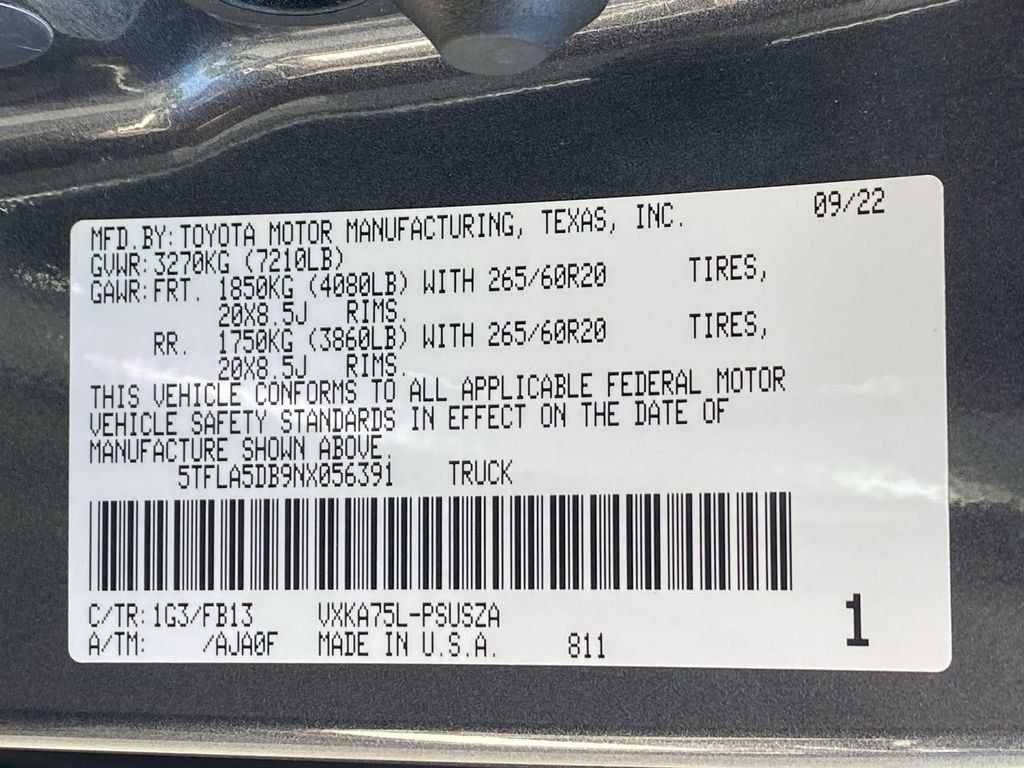 MFD.BY:TOYOTA MOTOR MANUFACTURING, TEXAS, INC. 09/22
GVWR:3270KG (7210LB)
GAWR:FRT. 1850KG (4080LB) WITH 265/60R20 TIRES,
20X8.5J RIMS.
RR. 1750KG (3860LB) WITH 265/60R20 TIRES,
20X8.5J RIMS.
THIS VEHICLE CONFORMS TO ALL APPLICABLE FEDERAL MOTOR
VEHICLE SAFETY STANDARDS IN EFFECT ON THE DATE OF
MANUFACTURE SHOWN ABOVE.
5TFLA5DB9NX056391 TRUCK
C/TR:1G3/FB13 VXKA75L-PSUSZA
A/TM: /AJA0F MADE IN U.S.A. 811 1